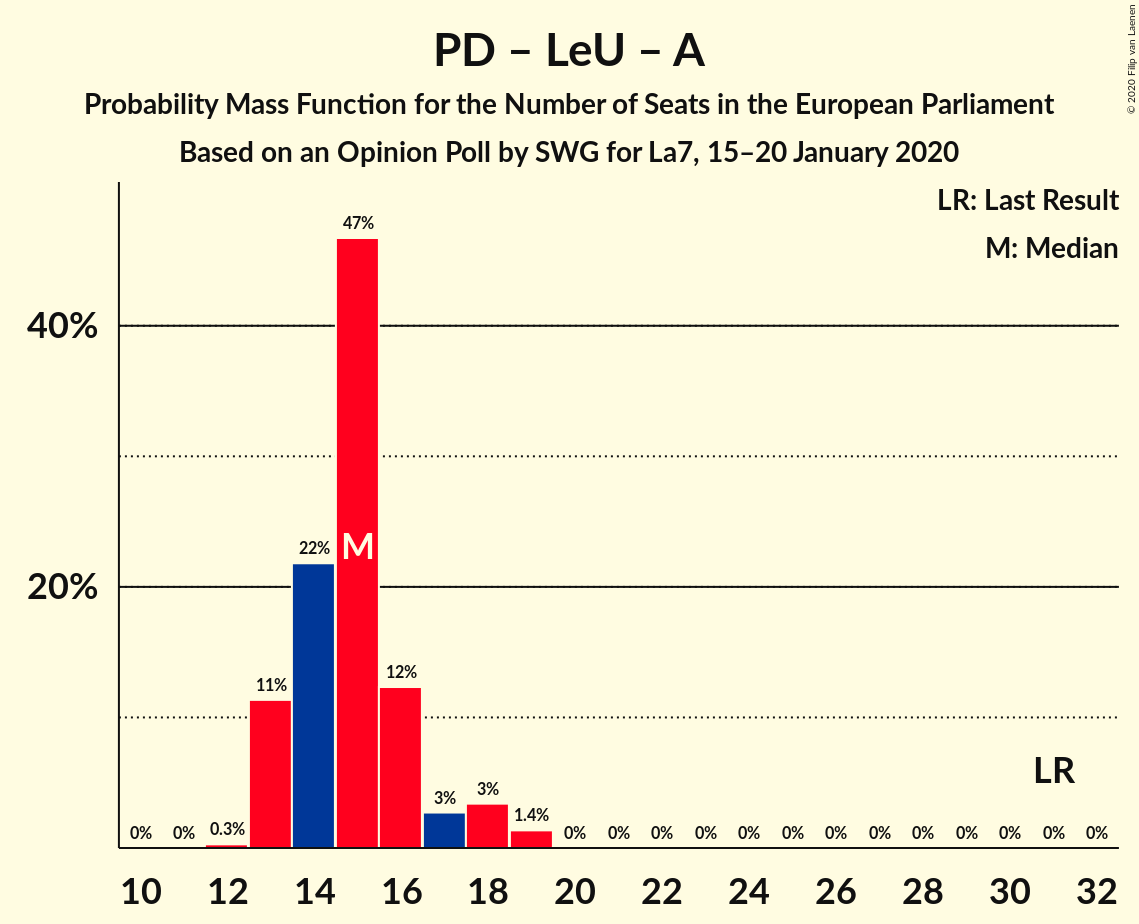 © 2020 Filip van Laenen
PD – LeU – A
Probability Mass Function for the Number of Seats in the European Parliament
Based on an Opinion Poll by SWG for La7, 15–20 January 2020
LR: Last Result
M: Median
40%
20%
0% 0% 0.3% 11% 22% 47% 12% 3% 3% 1.4% 0% 0% 0% 0% 0% 0% 0% 0% 0% 0% 0% 0% 0%
M
LR
10 12 14 16 18 20 22 24 26 28 30 32